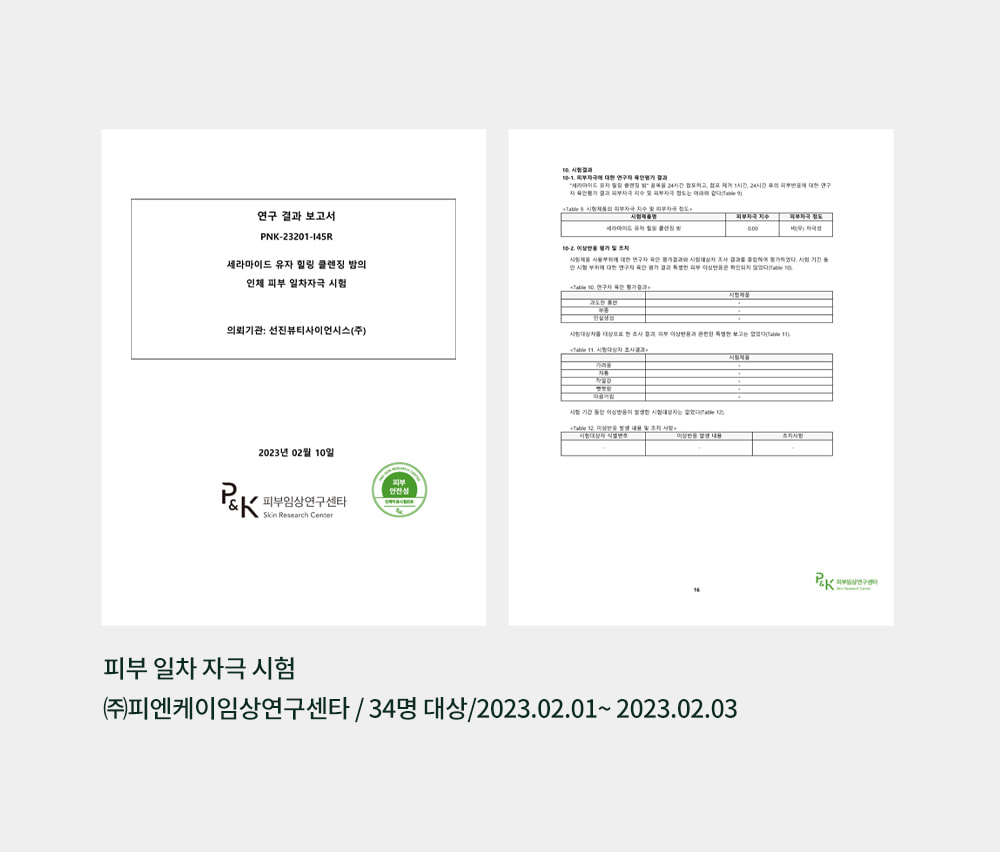 연구 결과 보고서
PNK-23201-I45R
세라마이드 유자 힐링 클렌징 밤의
인체 피부 일차자극 시험
의뢰기관: 선진뷰티사이언시스(주)
2023년 02월 10일
P&K 피부임상연구센타
Skin Research Center
P&K SKIN RESEARCH CENTER
피부
안전성
인체적용시험완료
P&K
10. 시험결과
10-1. 피부자극에 대한 연구자 육안평가 결과
"세라마이드 유자 힐링 클렌징 밤" 품목을 24시간 첩포하고, 첩포 제거 1시간, 24시간 후의 피부반응에 대한 연구
자 육안평가 결과 피부자극 지수 및 피부자극 정도는 아래와 같다(Table 9).
<Table 9. 시험제품의 피부자극 지수 및 피부자극 정도>
시험제품명 피부자극 지수 피부자극 정도
세라마이드 유자 힐링 클렌징 밤 0.00 비(무) 자극성
10-2. 이상반응 평가 및 조치
시험제품 사용부위에 대한 연구자 육안 평가결과와 시험대상자 조사 결과를 종합하여 평가하였다. 시험 기간 동
안 시험 부위에 대한 연구자 육안 평가 결과 특별한 피부 이상반응은 확인되지 않았다(Table 10).
<Table 10. 연구자 육안 평가결과>
시험제품
과도한 홍반 -
부종 -
인설생성 -
시험대상자를 대상으로 한 조사 결과, 피부 이상반응과 관련된 특별한 보고는 없었다(Table 11).
<Table 11. 시험대상자 조사결과>
시험제품
가려움 -
자통 -
작열감 -
뻣뻣함 -
따끔거림 -
시험 기간 동안 이상반응이 발생한 시험대상자는 없었다(Table 12).
<Table 12. 이상반응 발생 내용 및 조치 사항>
시험대상자 식별번호 이상반응 발생 내용 조치사항
- - -
16
P&K 피부임상연구센타
Skin Research Center
피부 일차 자극 시험
㈜피엔케이임상연구센타 / 34명 대상/2023.02.01~ 2023.02.03